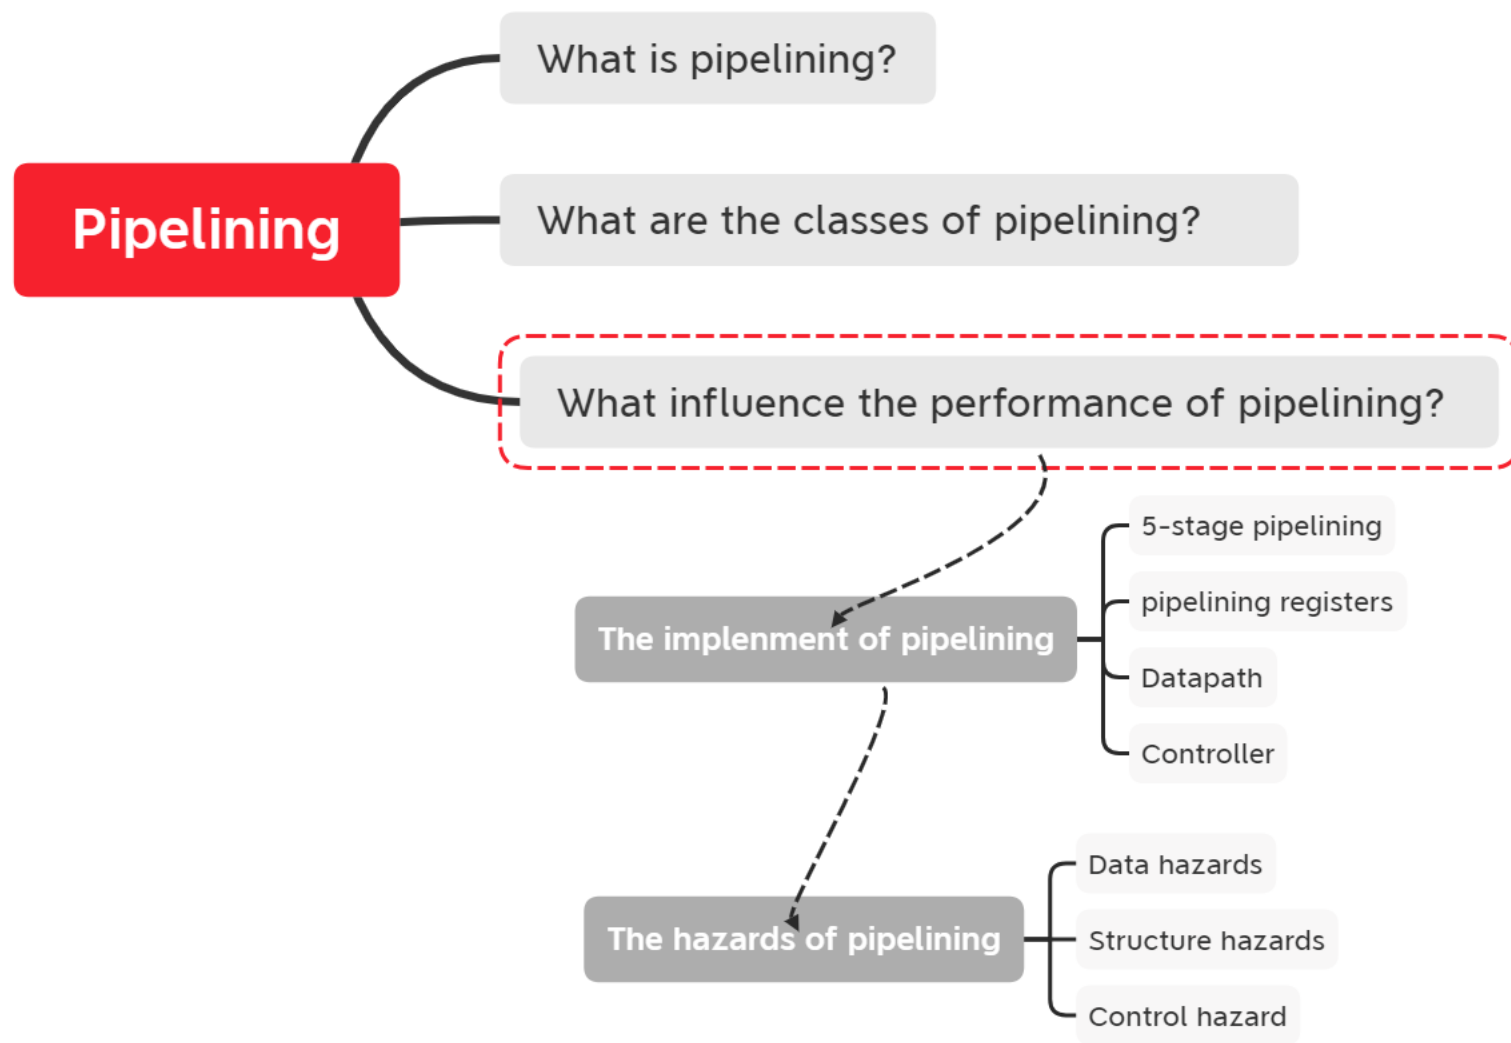 What is pipelining?
Pipelining
What are the classes of pipelining?
What influence the performance of pipelining?
5-stage pipelining
pipelining registers
The implenment of pipelining
Datapath
Controller
Data hazards
The hazards of pipelining
Structure hazards
Control hazard